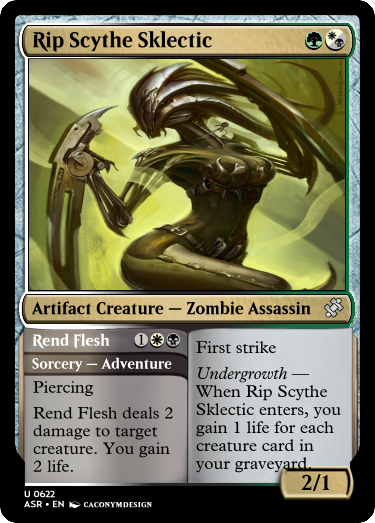 Rip Scythe Sklectic
Artifact Creature — Zombie Assassin
Rend Flesh 1
Sorcery — Adventure
Piercing
Rend Flesh deals 2
damage to target
creature. You gain
2 life.
First strike
Undergrowth —
When Rip Scythe
Sklectic enters, you
gain 1 life for each
creature card in
your graveyard.
2/1
U 0622
ASR • EN CACONYMDESIGN